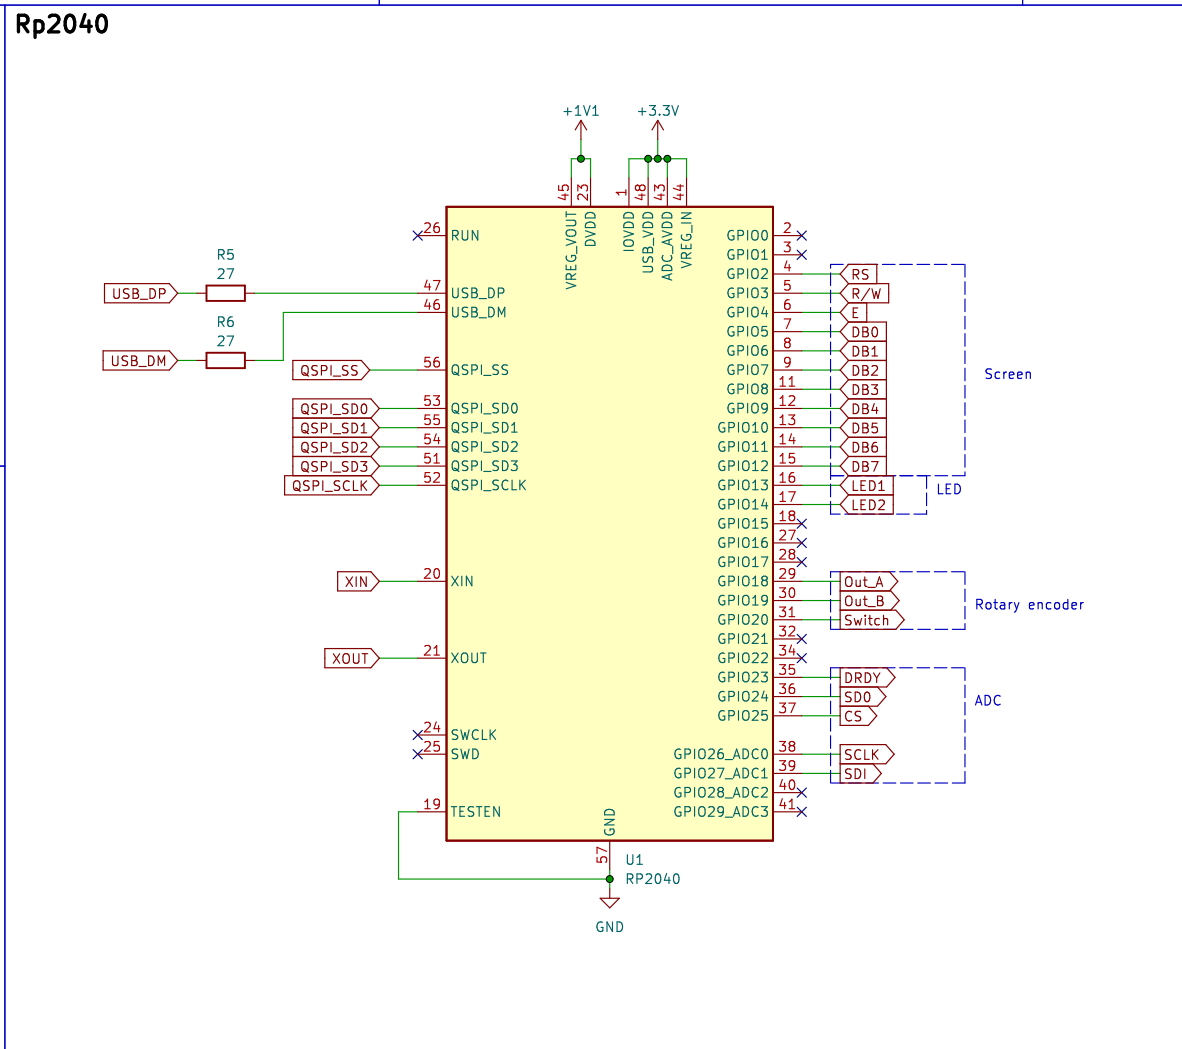 Rp2040
+1V1
+3.3V
45
23
1
48
43
44
VREG_VOUT
DVDD
IOVDD
USB_VDD
ADC_AVDD
VREG_IN
26 RUN
R5
27
USB_DP
47 USB_DP
46 USB_DM
R6
27
USB_DM
QSPI_SS 56 QSPI_SS
QSPI_SD0 53 QSPI_SD0
QSPI_SD1 55 QSPI_SD1
QSPI_SD2 54 QSPI_SD2
QSPI_SD3 51 QSPI_SD3
QSPI_SCLK 52 QSPI_SCLK
XIN 20 XIN
XOUT 21 XOUT
24 SWCLK
25 SWD
19 TESTEN
GPIO0 2
GPIO1 3
GPIO2 4 RS
GPIO3 5 R/W
GPIO4 6 E
GPIO5 7 DB0
GPIO6 8 DB1
GPIO7 9 DB2
GPIO8 11 DB3
GPIO9 12 DB4
GPIO10 13 DB5
GPIO11 14 DB6
GPIO12 15 DB7
Screen
GPIO13 16 LED1
GPIO14 17 LED2
LED
GPIO15 18
GPIO16 27
GPIO17 28
GPIO18 29 Out_A
GPIO19 30 Out_B
GPIO20 31 Switch
Rotary encoder
GPIO21 32
GPIO22 34
GPIO23 35 DRDY
GPIO24 36 SDO
GPIO25 37 CS
ADC
GPIO26_ADC0 38 SCLK
GPIO27_ADC1 39 SDI
GPIO28_ADC2 40
GPIO29_ADC3 41
GND
57
U1
RP2040
GND